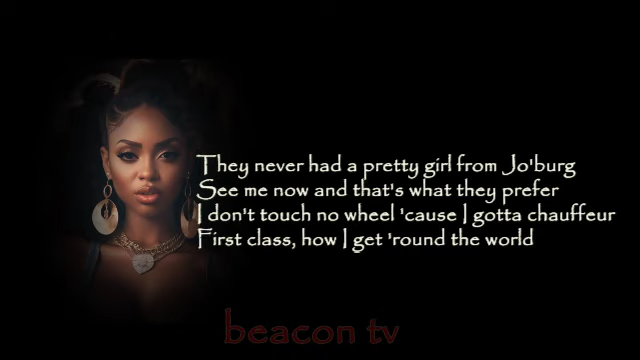 They never had a pretty girl from Jo'burg
See me now and that's what they prefer
I don't touch no wheel 'cause I gotta chauffeur
First class, how I get 'round the world
beacon tv